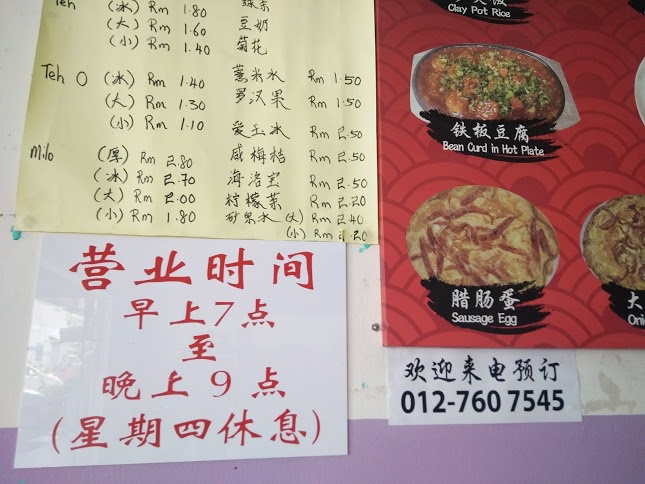 (冰) Rm 1.80
(大) Rm 1.60 豆奶
(小) Rm 1.40 菊花
Teh O (冰) Rm 1.40 薏米水 Rm 1.50
(大) Rm 1.30 罗汉果 Rm 1.50
(小) Rm 1.10 爱玉冰 Rm 2.50
Milo (厚) Rm 2.80 咸梅桔 Rm 2.50
(冰) Rm 2.70 海洛宝 Rm 2.50
(大) Rm 2.00 柠檬茶 Rm 2.20
(小) Rm 1.80 矿泉水 (大) Rm 2.40
(小) Rm 1.20
营业时间
早上7点
至
晚上9点
(星期四休息)
Clay Pot Rice
铁板豆腐
Bean Curd in Hot Plate
腊肠蛋
Sausage Egg
大
Oni
欢迎来电预订
012-760 7545